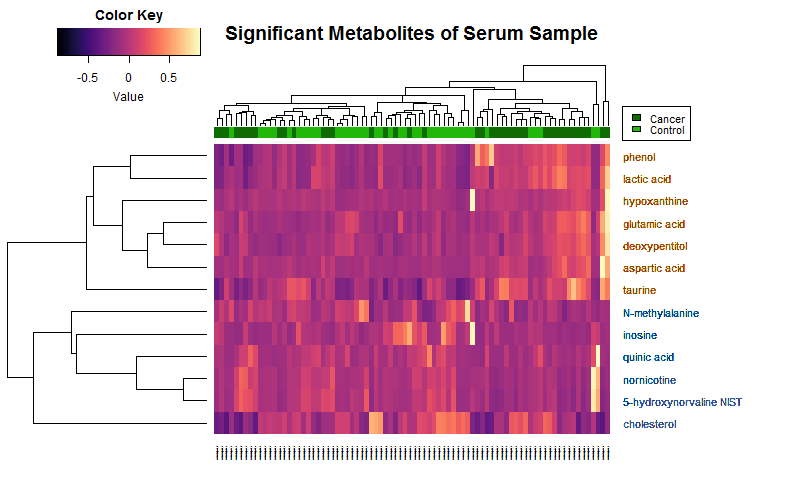 Color Key
Significant Metabolites of Serum Sample
-0.5 0 0.5
Value
Cancer
Control
phenol
lactic acid
hypoxanthine
glutamic acid
deoxypentitol
aspartic acid
taurine
N-methylalanine
inosine
quinic acid
nornicotine
5-hydroxynorvaline NIST
cholesterol